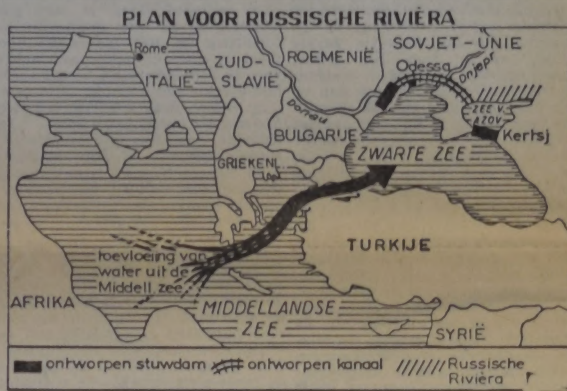 PLAN VOOR RUSSISCHE RIVIÈRA
Rome
ITALIË
ZUID-
SLAVIË
ROEMENIË
SOVJET-UNIE
Odessa
Dnjepr
Donau
BULGARIJE
ZEE V.
AZOV
Kertsj
ZWARTE ZEE
GRIEKENL.
TURKIJE
toevloeing van
water uit de
Middell. zee
AFRIKA
MIDDELLANDSE
ZEE
SYRIË
ontworpen stuwdam
ontworpen kanaal
Russische
Rivièra